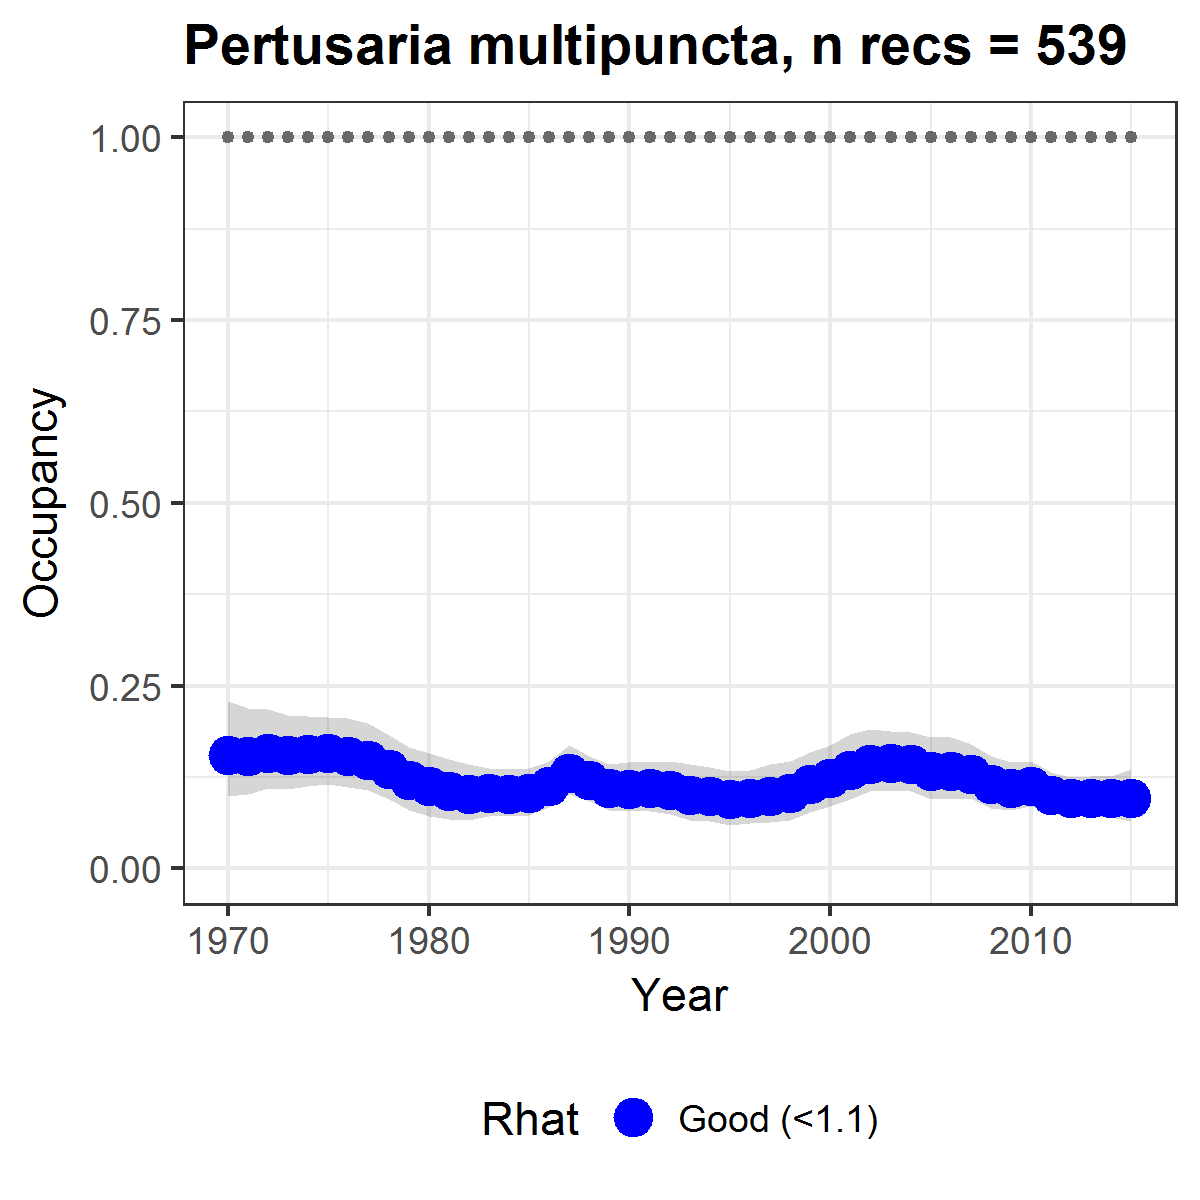 Pertusaria multipuncta, n recs = 539
1.00
0.75
0.50
0.25
0.00
Occupancy
1970 1980 1990 2000 2010
Year
Rhat Good (<1.1)